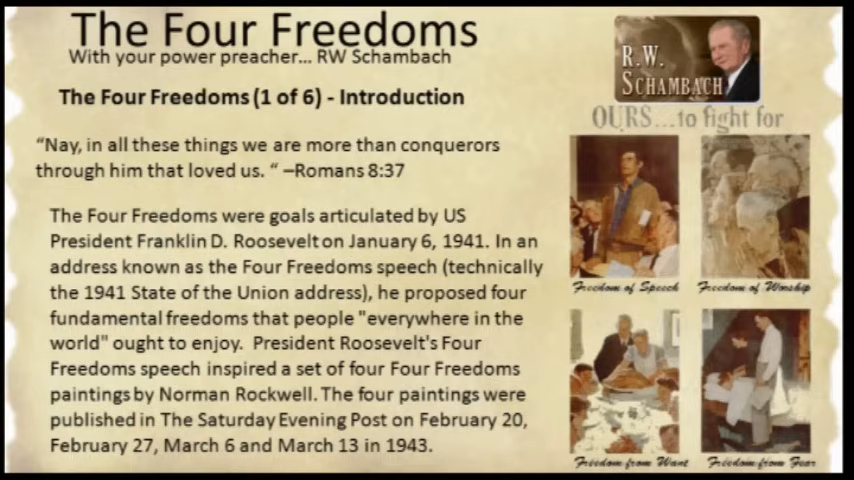 The Four Freedoms
With your power preacher... RW Schambach
The Four Freedoms (1 of 6) - Introduction
“Nay, in all these things we are more than conquerors
through him that loved us. “ –Romans 8:37
The Four Freedoms were goals articulated by US
President Franklin D. Roosevelt on January 6, 1941. In an
address known as the Four Freedoms speech (technically
the 1941 State of the Union address), he proposed four
fundamental freedoms that people "everywhere in the
world" ought to enjoy. President Roosevelt's Four
Freedoms speech inspired a set of four Four Freedoms
paintings by Norman Rockwell. The four paintings were
published in The Saturday Evening Post on February 20,
February 27, March 6 and March 13 in 1943.
R.W.
SCHAMBACH
OURS...to fight for
Freedom of Speech
Freedom of Worship
Freedom from Want
Freedom from Fear